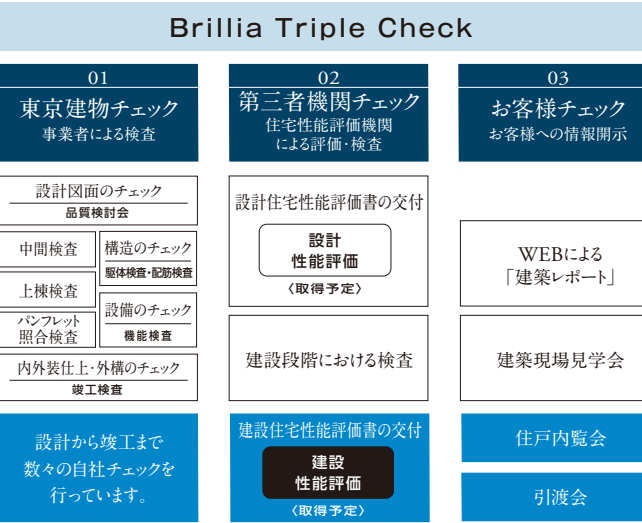 Brillia Triple Check
01
東京建物チェック
事業者による検査
設計図面のチェック
品質検討会
中間検査
上棟検査
パンフレット
照合検査
構造のチェック
躯体検査・配筋検査
設備のチェック
機能検査
内外装仕上・外構のチェック
竣工検査
設計から竣工まで
数々の自社チェックを
行っています。
02
第三者機関チェック
住宅性能評価機関
による評価・検査
設計住宅性能評価書の交付
設計
性能評価
〈取得予定〉
建設段階における検査
建設住宅性能評価書の交付
建設
性能評価
〈取得予定〉
03
お客様チェック
お客様への情報開示
WEBによる
「建築レポート」
建築現場見学会
住戸内覧会
引渡会